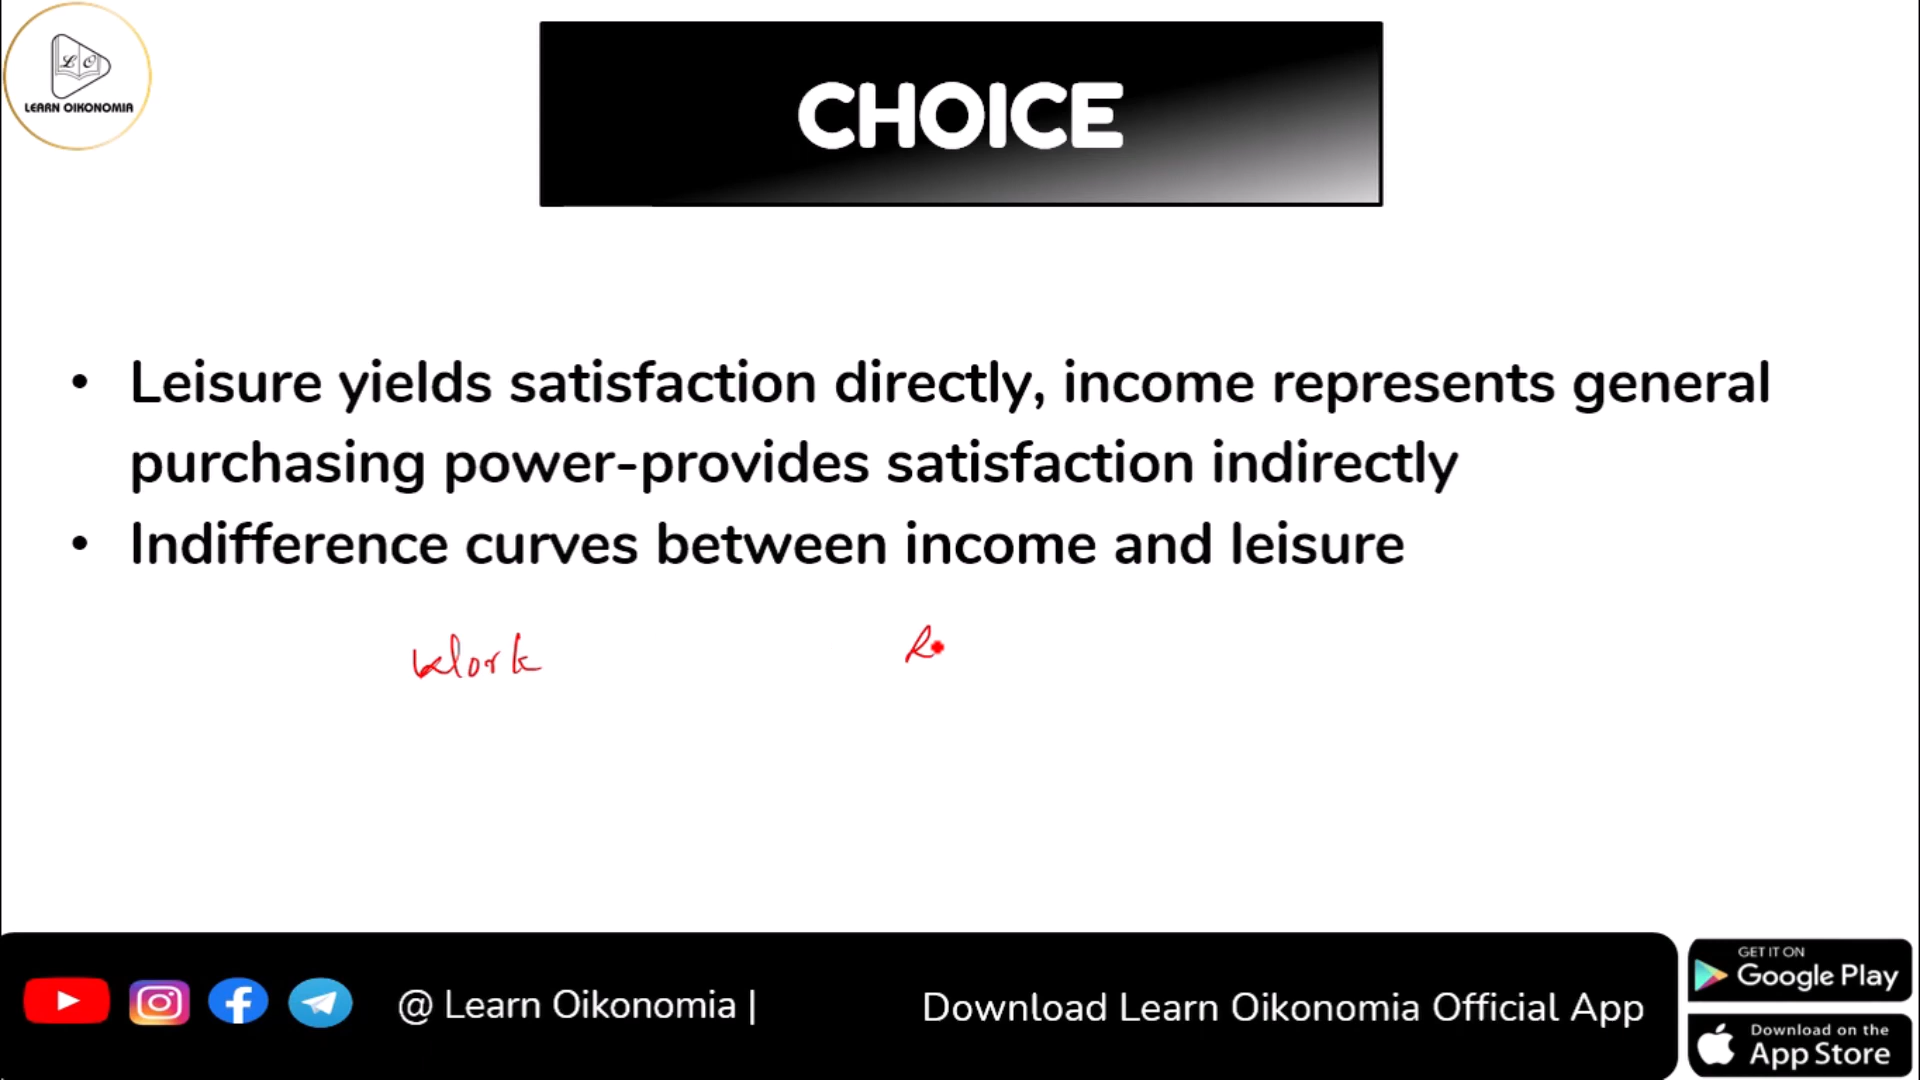 LO
LEARN OIKONOMIA
CHOICE
• Leisure yields satisfaction directly, income represents general
purchasing power-provides satisfaction indirectly
• Indifference curves between income and leisure
Work
@ Learn Oikonomia |
Download Learn Oikonomia Official App
GET IT ON
Google Play
Download on the
App Store